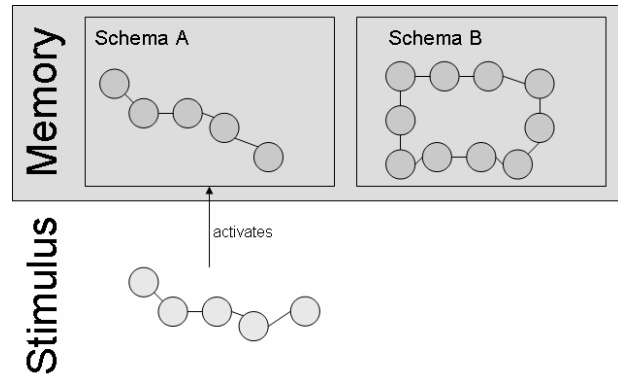 Memory
Schema A
Schema B
activates
Stimulus